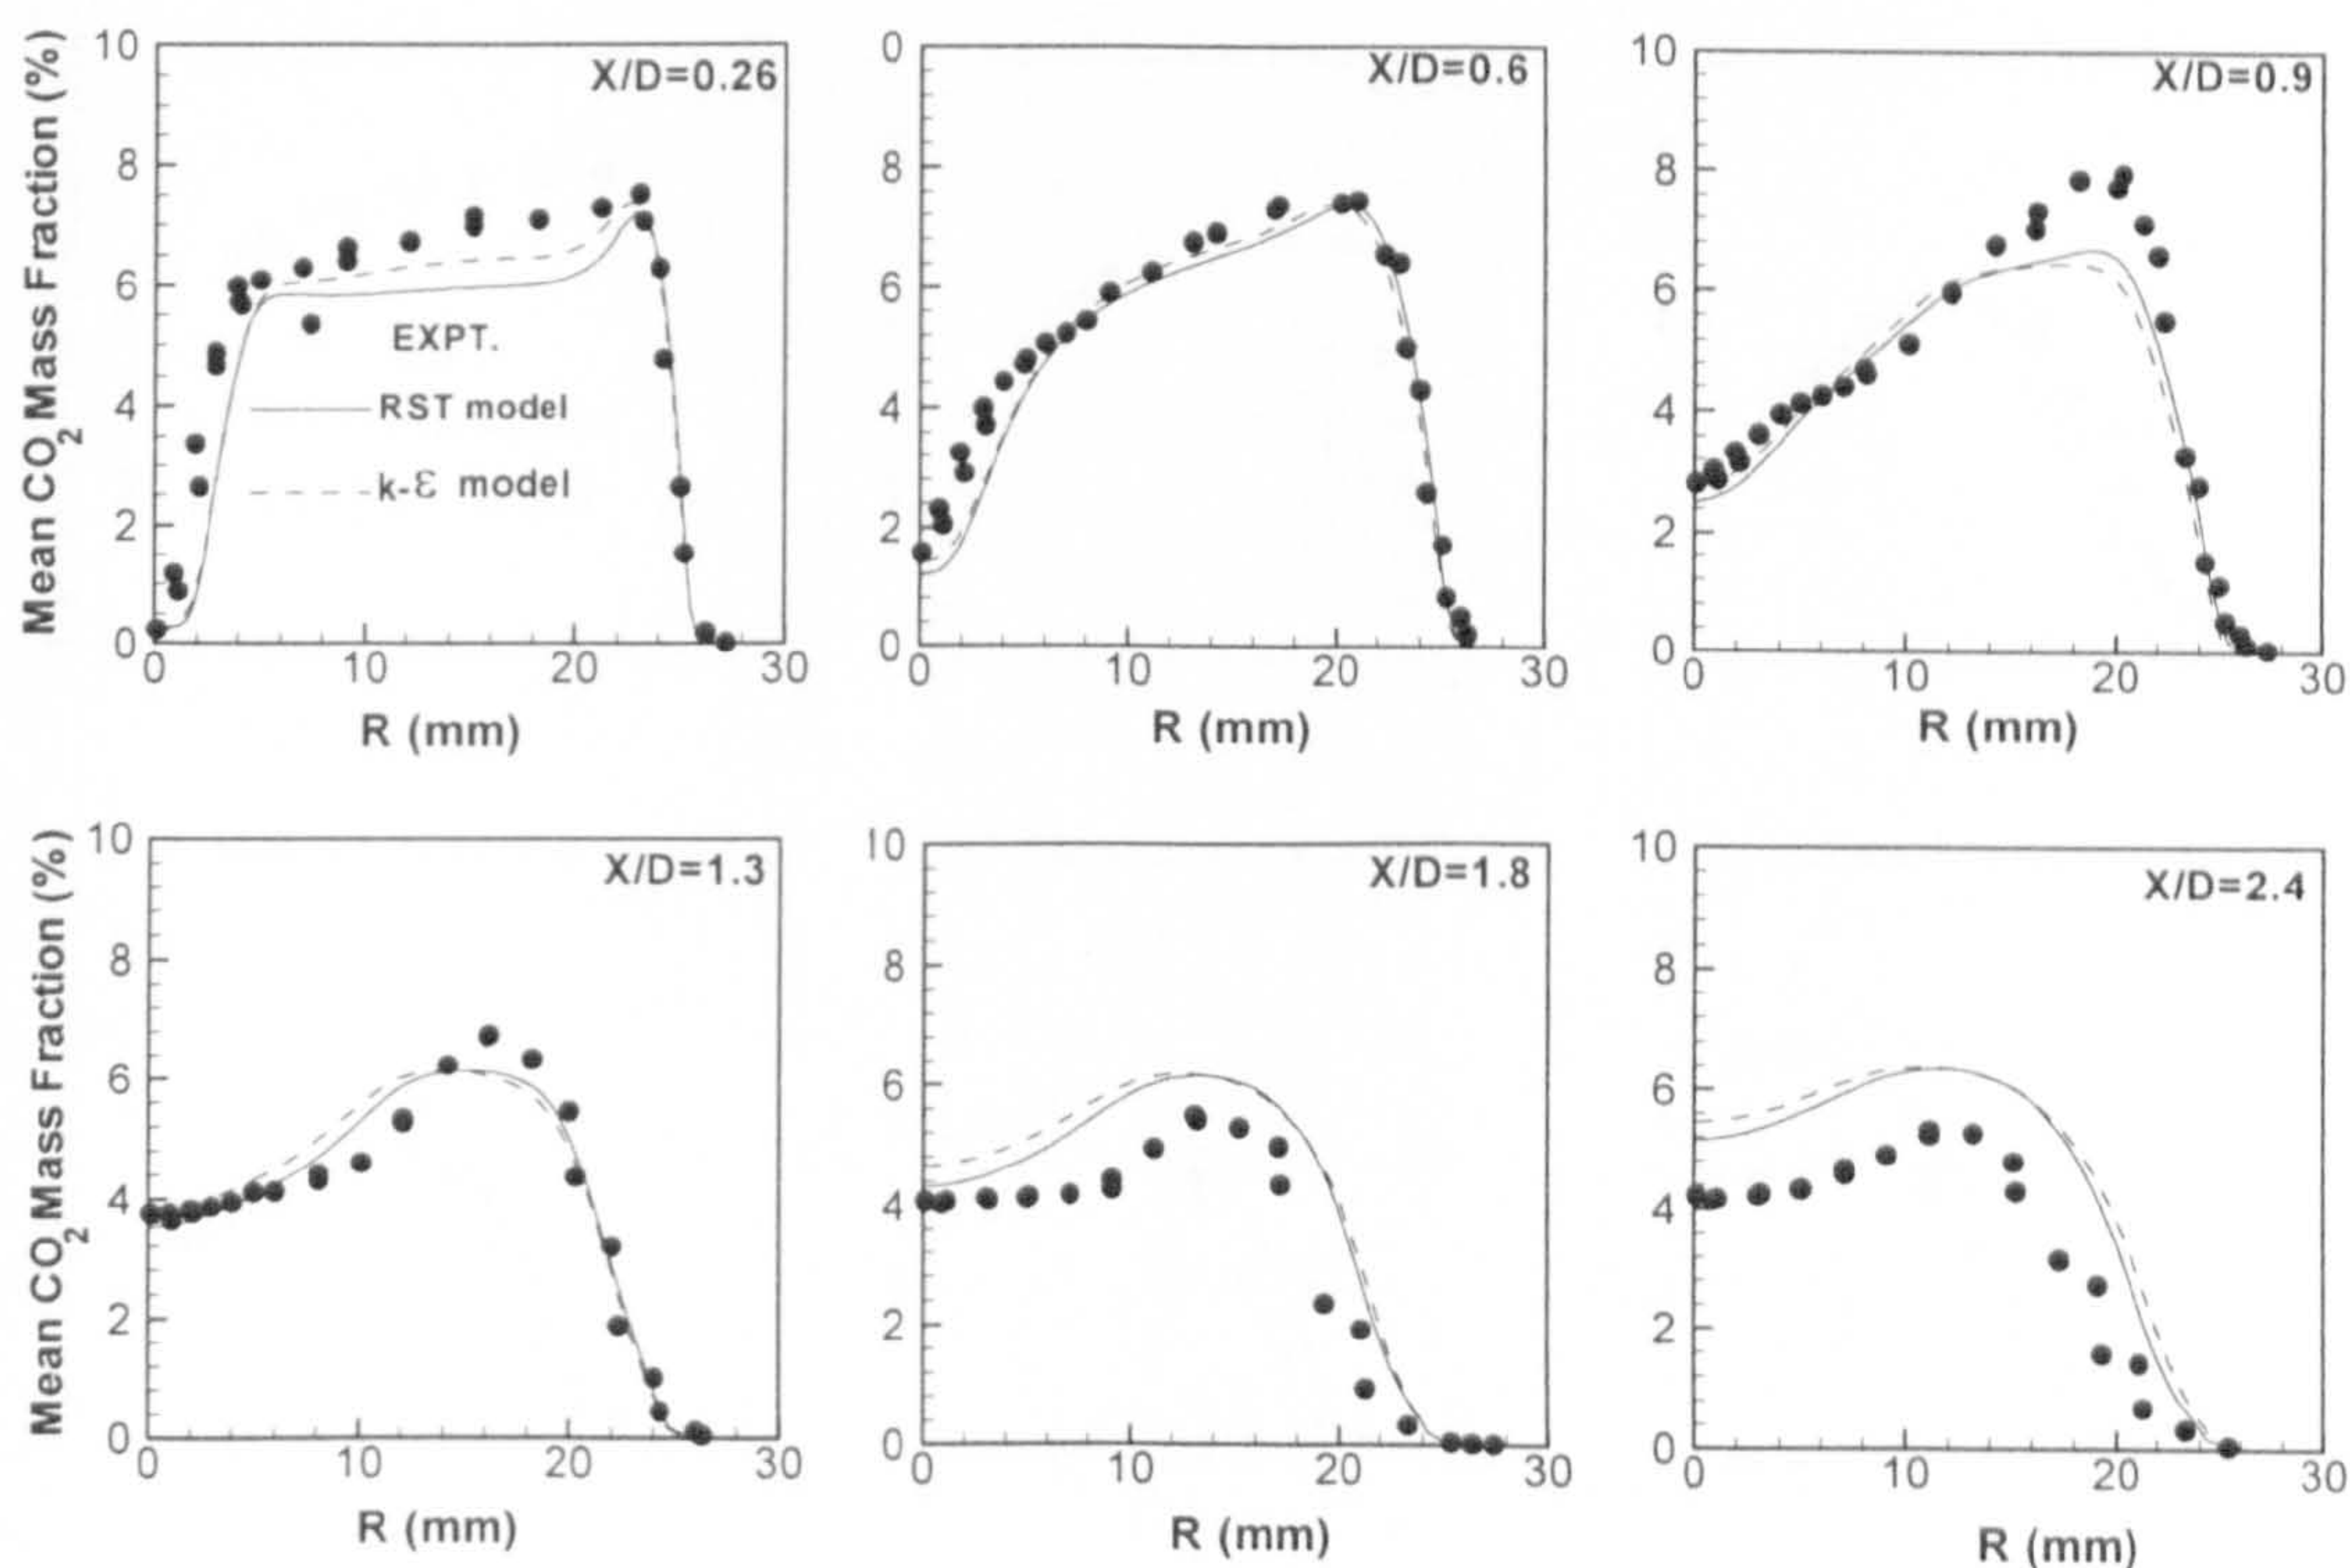 10
8
6
4
2
0
Mean CO2 Mass Fraction (%)
X/D=0.26
EXPT.
RST model
k-ε model
0 10 20 30
R (mm)
0
8
6
4
2
0
X/D=0.6
0 10 20 30
R (mm)
10
8
6
4
2
0
X/D=0.9
0 10 20 30
R (mm)
10
8
6
4
2
0
Mean CO2 Mass Fraction (%)
X/D=1.3
0 10 20 30
R (mm)
10
8
6
4
2
0
X/D=1.8
0 10 20 30
R (mm)
10
8
6
4
2
0
X/D=2.4
0 10 20 30
R (mm)